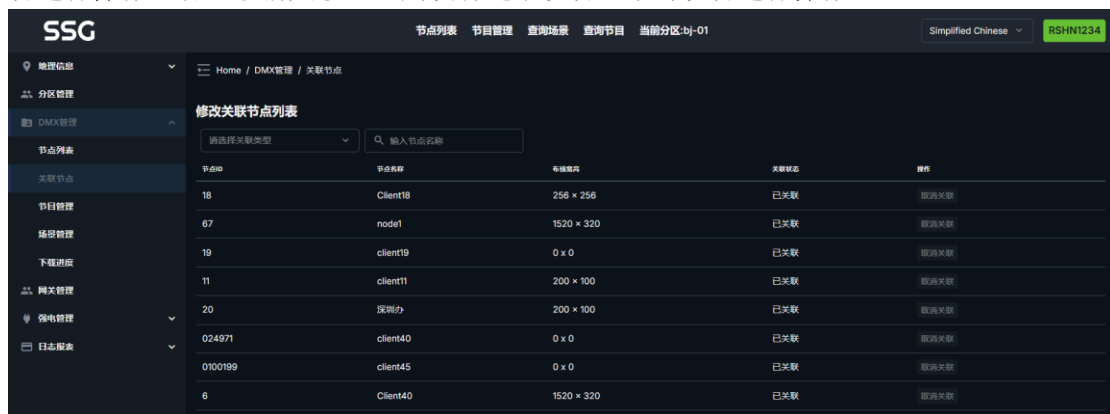 SSG
节点列表 节目管理 查询场景 查询节目 当前分区:bj-01
Simplified Chinese
RSHN1234
地理信息
分区管理
DMX管理
节点列表
关联节点
节目管理
场景管理
下载进度
网关管理
强电管理
日志报表
Home / DMX管理 / 关联节点
修改关联节点列表
请选择关联类型 输入节点名称
节点ID 节点名称 布线宽高 关联状态 操作
18 Client18 256 × 256 已关联 取消关联
67 node1 1520 × 320 已关联 取消关联
19 client19 0 x 0 已关联 取消关联
11 client11 200 × 100 已关联 取消关联
20 深圳办 200 × 100 已关联 取消关联
024971 client40 0 x 0 已关联 取消关联
0100199 client45 0 x 0 已关联 取消关联
6 Client40 1520 × 320 已关联 取消关联